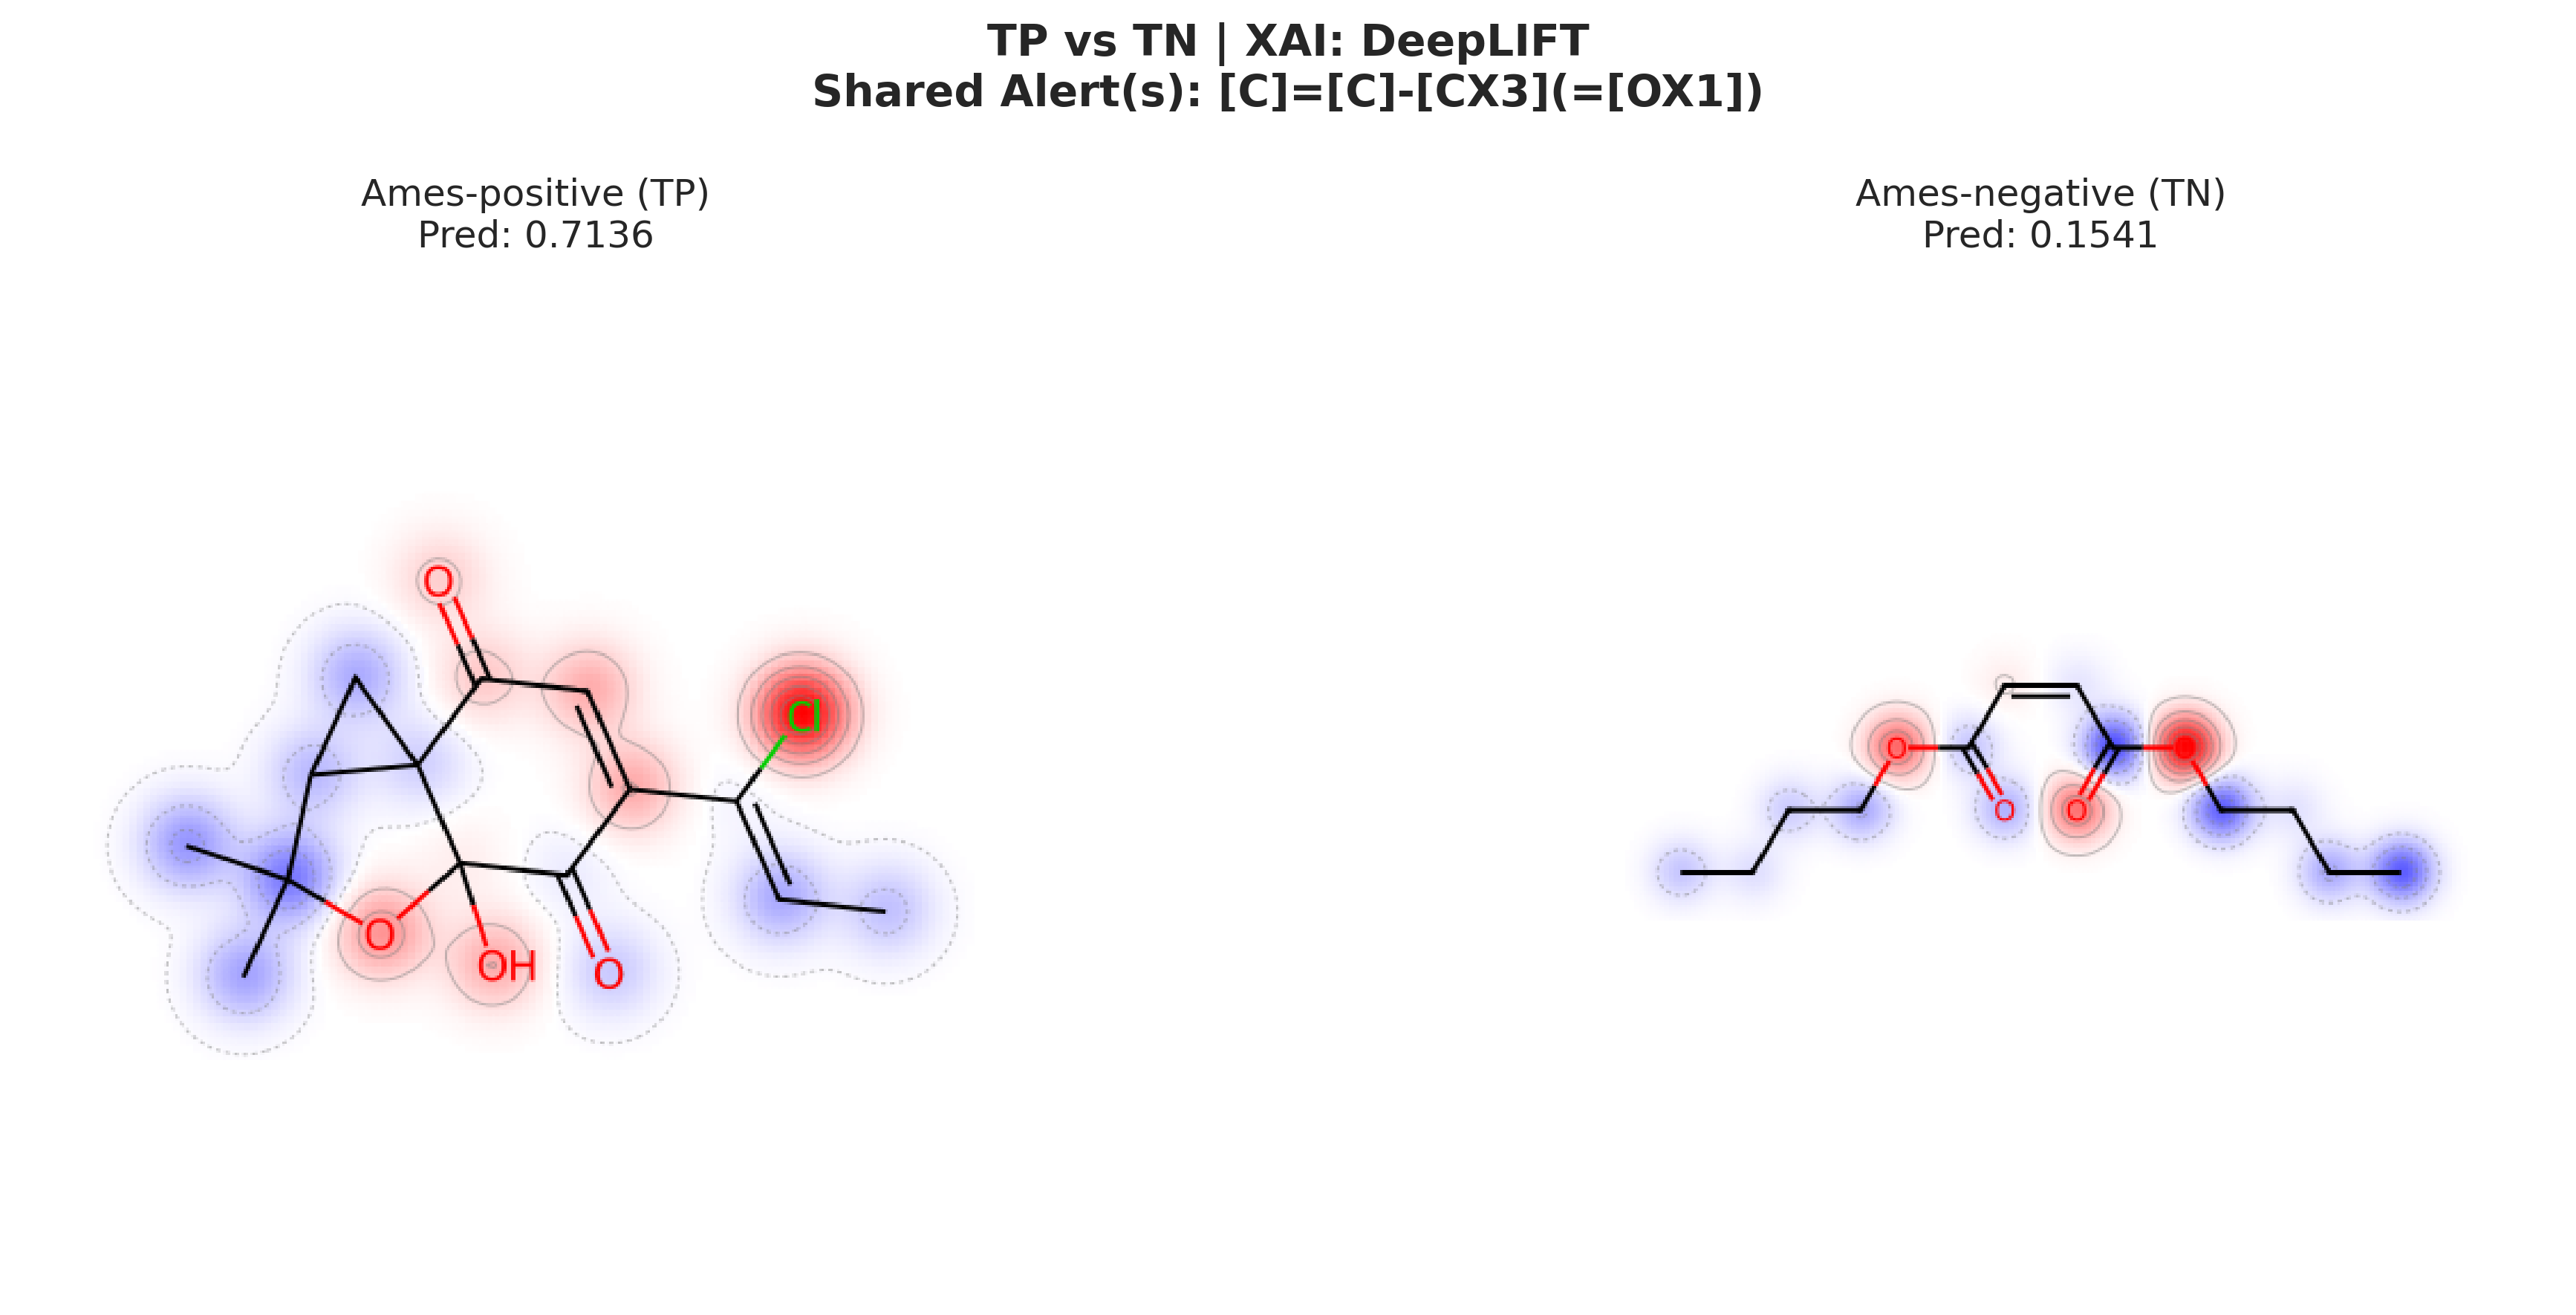 TP vs TN | XAI: DeepLIFT
Shared Alert(s): [C]=[C]-[CX3](=[OX1])
Ames-positive (TP)
Pred: 0.7136
Ames-negative (TN)
Pred: 0.1541
O
Cl
O
OH
O
O
O
O
O